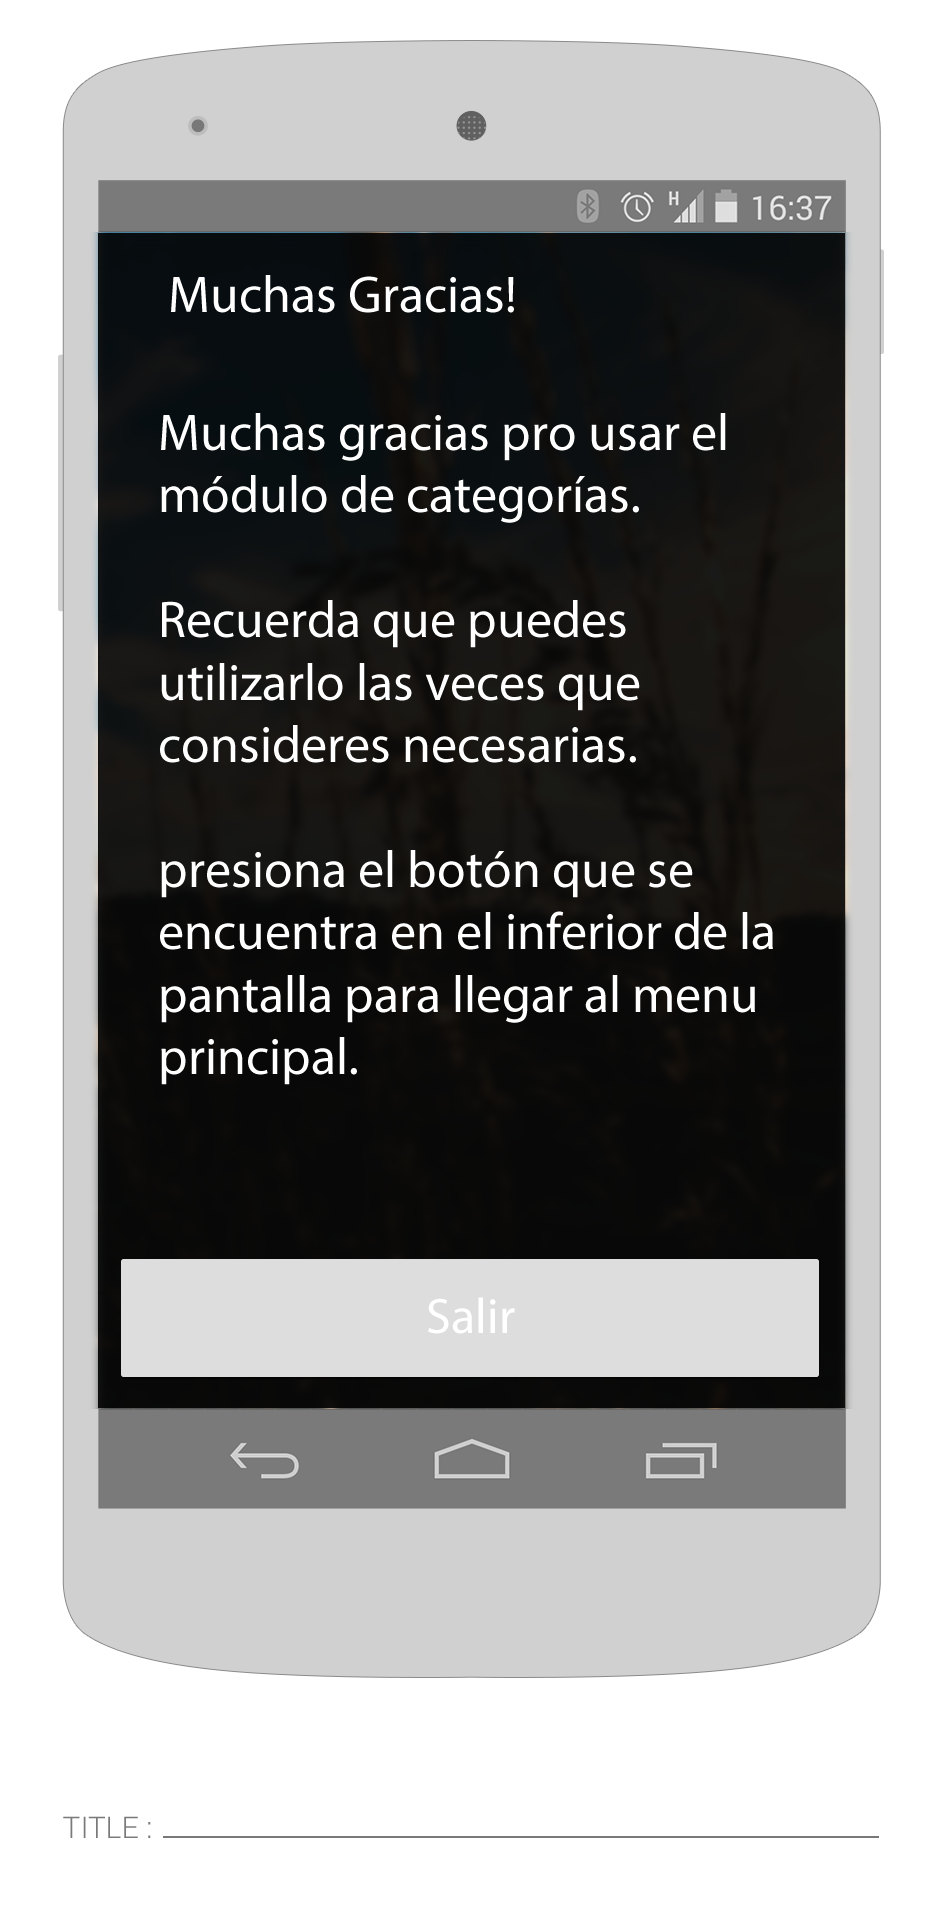 H 16:37
Muchas Gracias!
Muchas gracias pro usar el
módulo de categorías.
Recuerda que puedes
utilizarlo las veces que
consideres necesarias.
presiona el botón que se
encuentra en el inferior de la
pantalla para llegar al menu
principal.
Salir
TITLE :